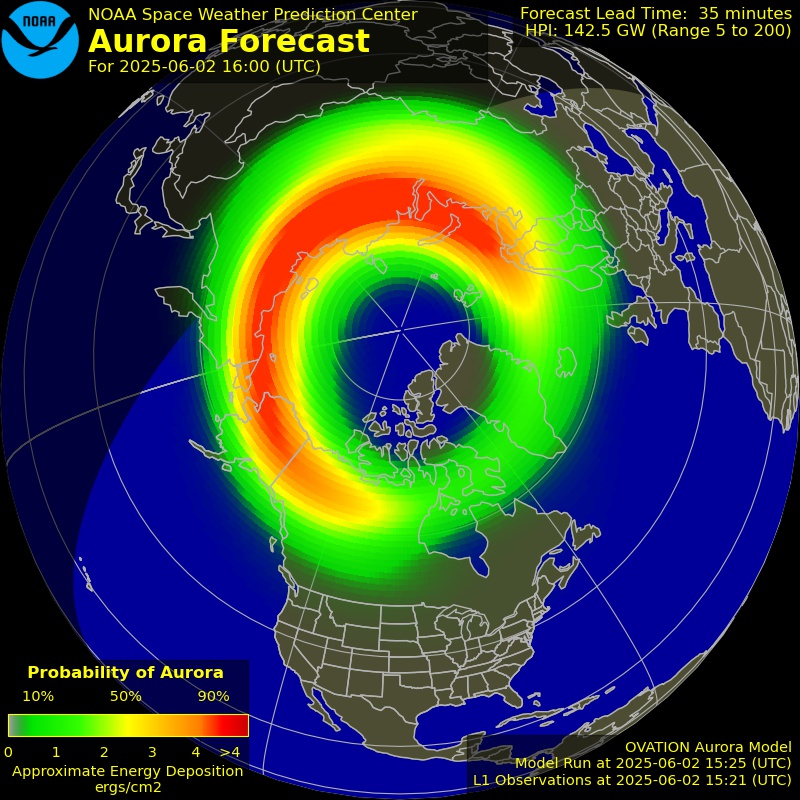 NOAA
NOAA Space Weather Prediction Center
Aurora Forecast
For 2025-06-02 16:00 (UTC)
Forecast Lead Time: 35 minutes
HPI: 142.5 GW (Range 5 to 200)
Probability of Aurora
10% 50% 90%
0 1 2 3 4 >4
Approximate Energy Deposition
ergs/cm2
OVATION Aurora Model
Model Run at 2025-06-02 15:25 (UTC)
L1 Observations at 2025-06-02 15:21 (UTC)